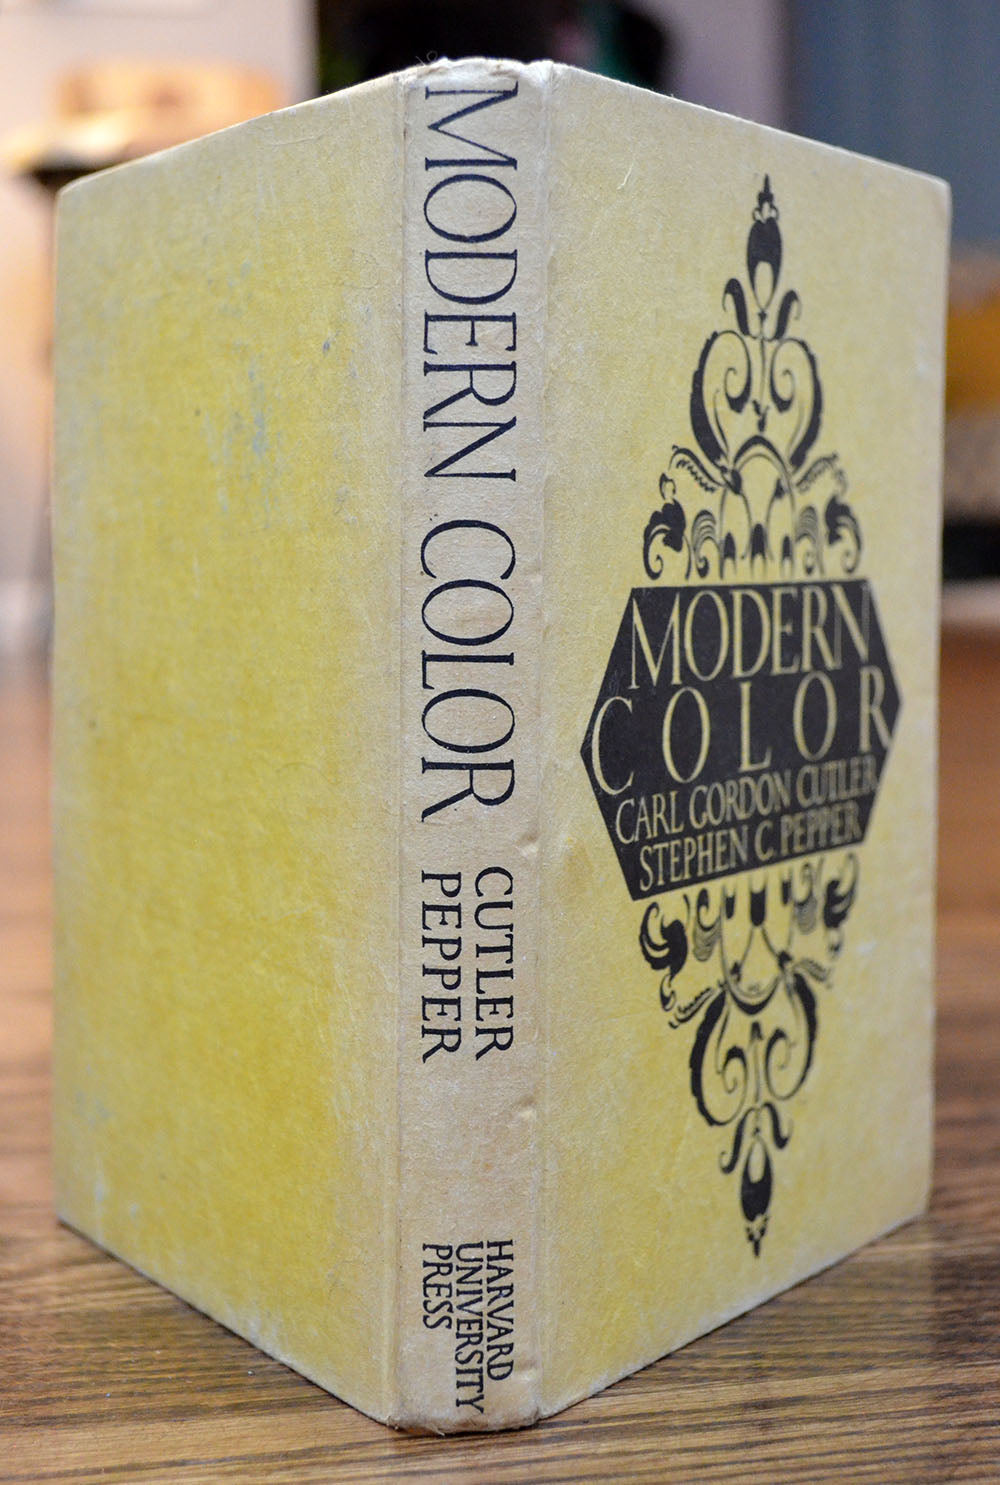 MODERN COLOR
CUTLER
PEPPER
HARVARD
UNIVERSITY
PRESS
MODERN
COLOR
CARL GORDON CUTLER
STEPHEN C. PEPPER